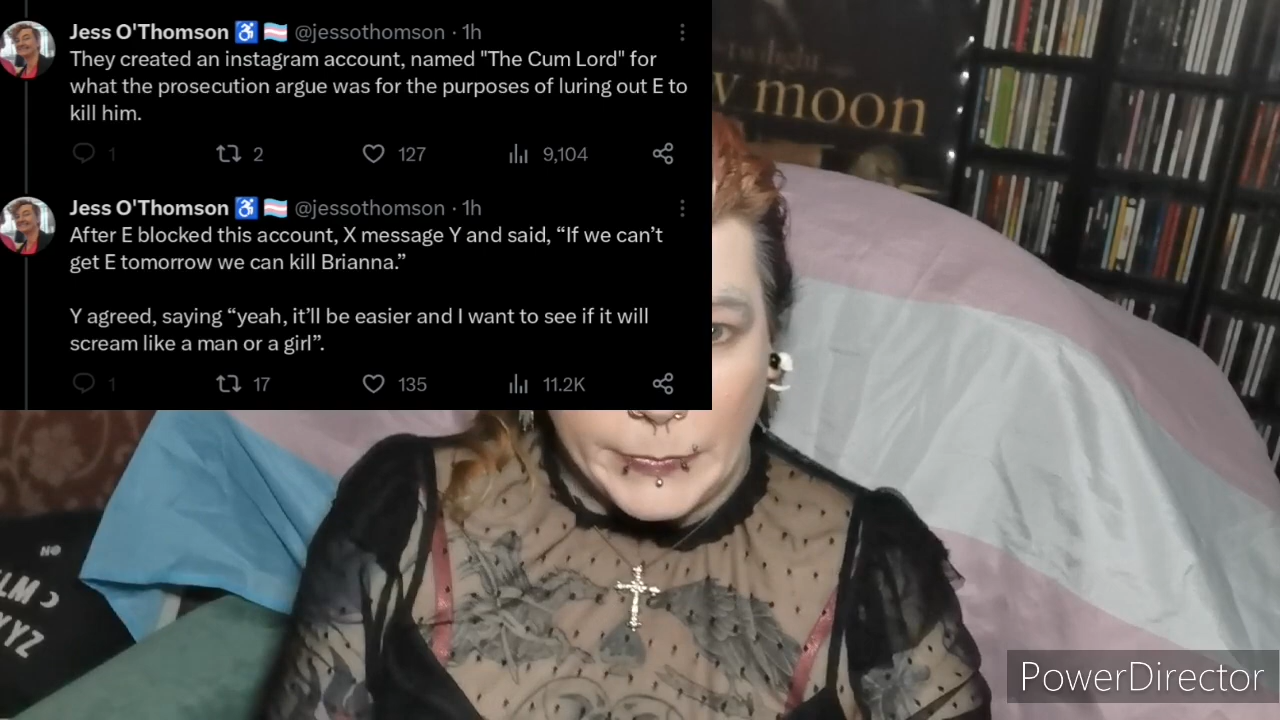 Jess O'Thomson ♿ 🏳️‍⚧️ @jessothomson · 1h
They created an instagram account, named "The Cum Lord" for
what the prosecution argue was for the purposes of luring out E to
kill him.
1 2 127 9,104
Jess O'Thomson ♿ 🏳️‍⚧️ @jessothomson · 1h
After E blocked this account, X message Y and said, “If we can’t
get E tomorrow we can kill Brianna.”
Y agreed, saying “yeah, it’ll be easier and I want to see if it will
scream like a man or a girl”.
1 17 135 11.2K
moon
PowerDirector